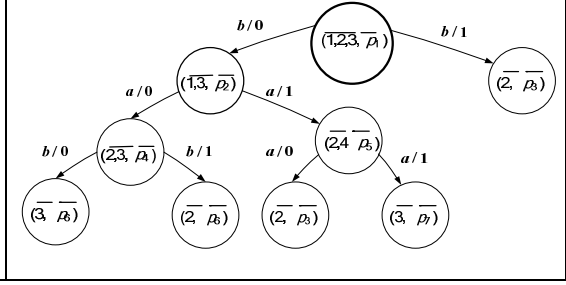 b/0
b/1
(1,2,3, p₁)
(1,3, p₂)
(2, p₃)
a/0
a/1
(2,3, p₄)
(2,4 p₅)
b/0
b/1
a/0
a/1
(3, p₆)
(2, p₆)
(2, p₃)
(3, p₇)